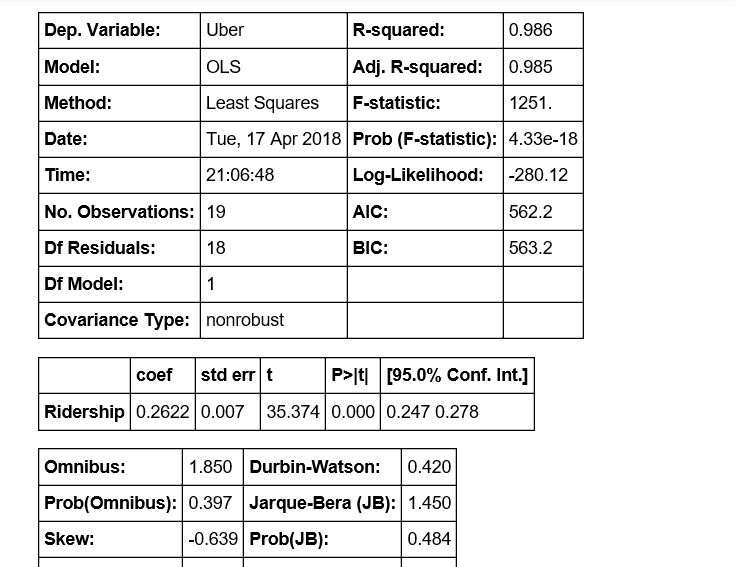 Dep. Variable: Uber R-squared: 0.986
Model: OLS Adj. R-squared: 0.985
Method: Least Squares F-statistic: 1251.
Date: Tue, 17 Apr 2018 Prob (F-statistic): 4.33e-18
Time: 21:06:48 Log-Likelihood: -280.12
No. Observations: 19 AIC: 562.2
Df Residuals: 18 BIC: 563.2
Df Model: 1
Covariance Type: nonrobust
coef std err t P>|t| [95.0% Conf. Int.]
Ridership 0.2622 0.007 35.374 0.000 0.247 0.278
Omnibus: 1.850 Durbin-Watson: 0.420
Prob(Omnibus): 0.397 Jarque-Bera (JB): 1.450
Skew: -0.639 Prob(JB): 0.484